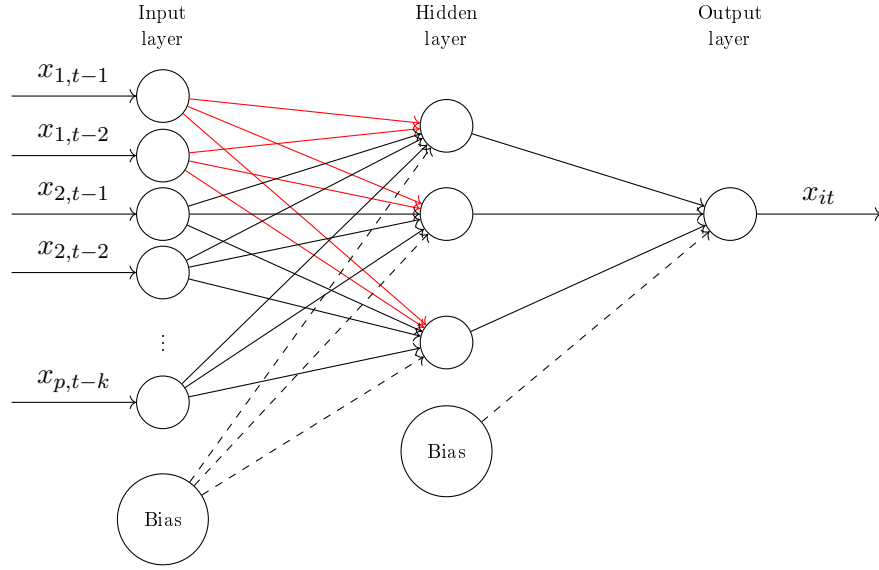 Input
layer
Hidden
layer
Output
layer
x_{1,t−1}
x_{1,t−2}
x_{2,t−1}
x_{2,t−2}
⋮
x_{p,t−k}
x_{it}
Bias
Bias